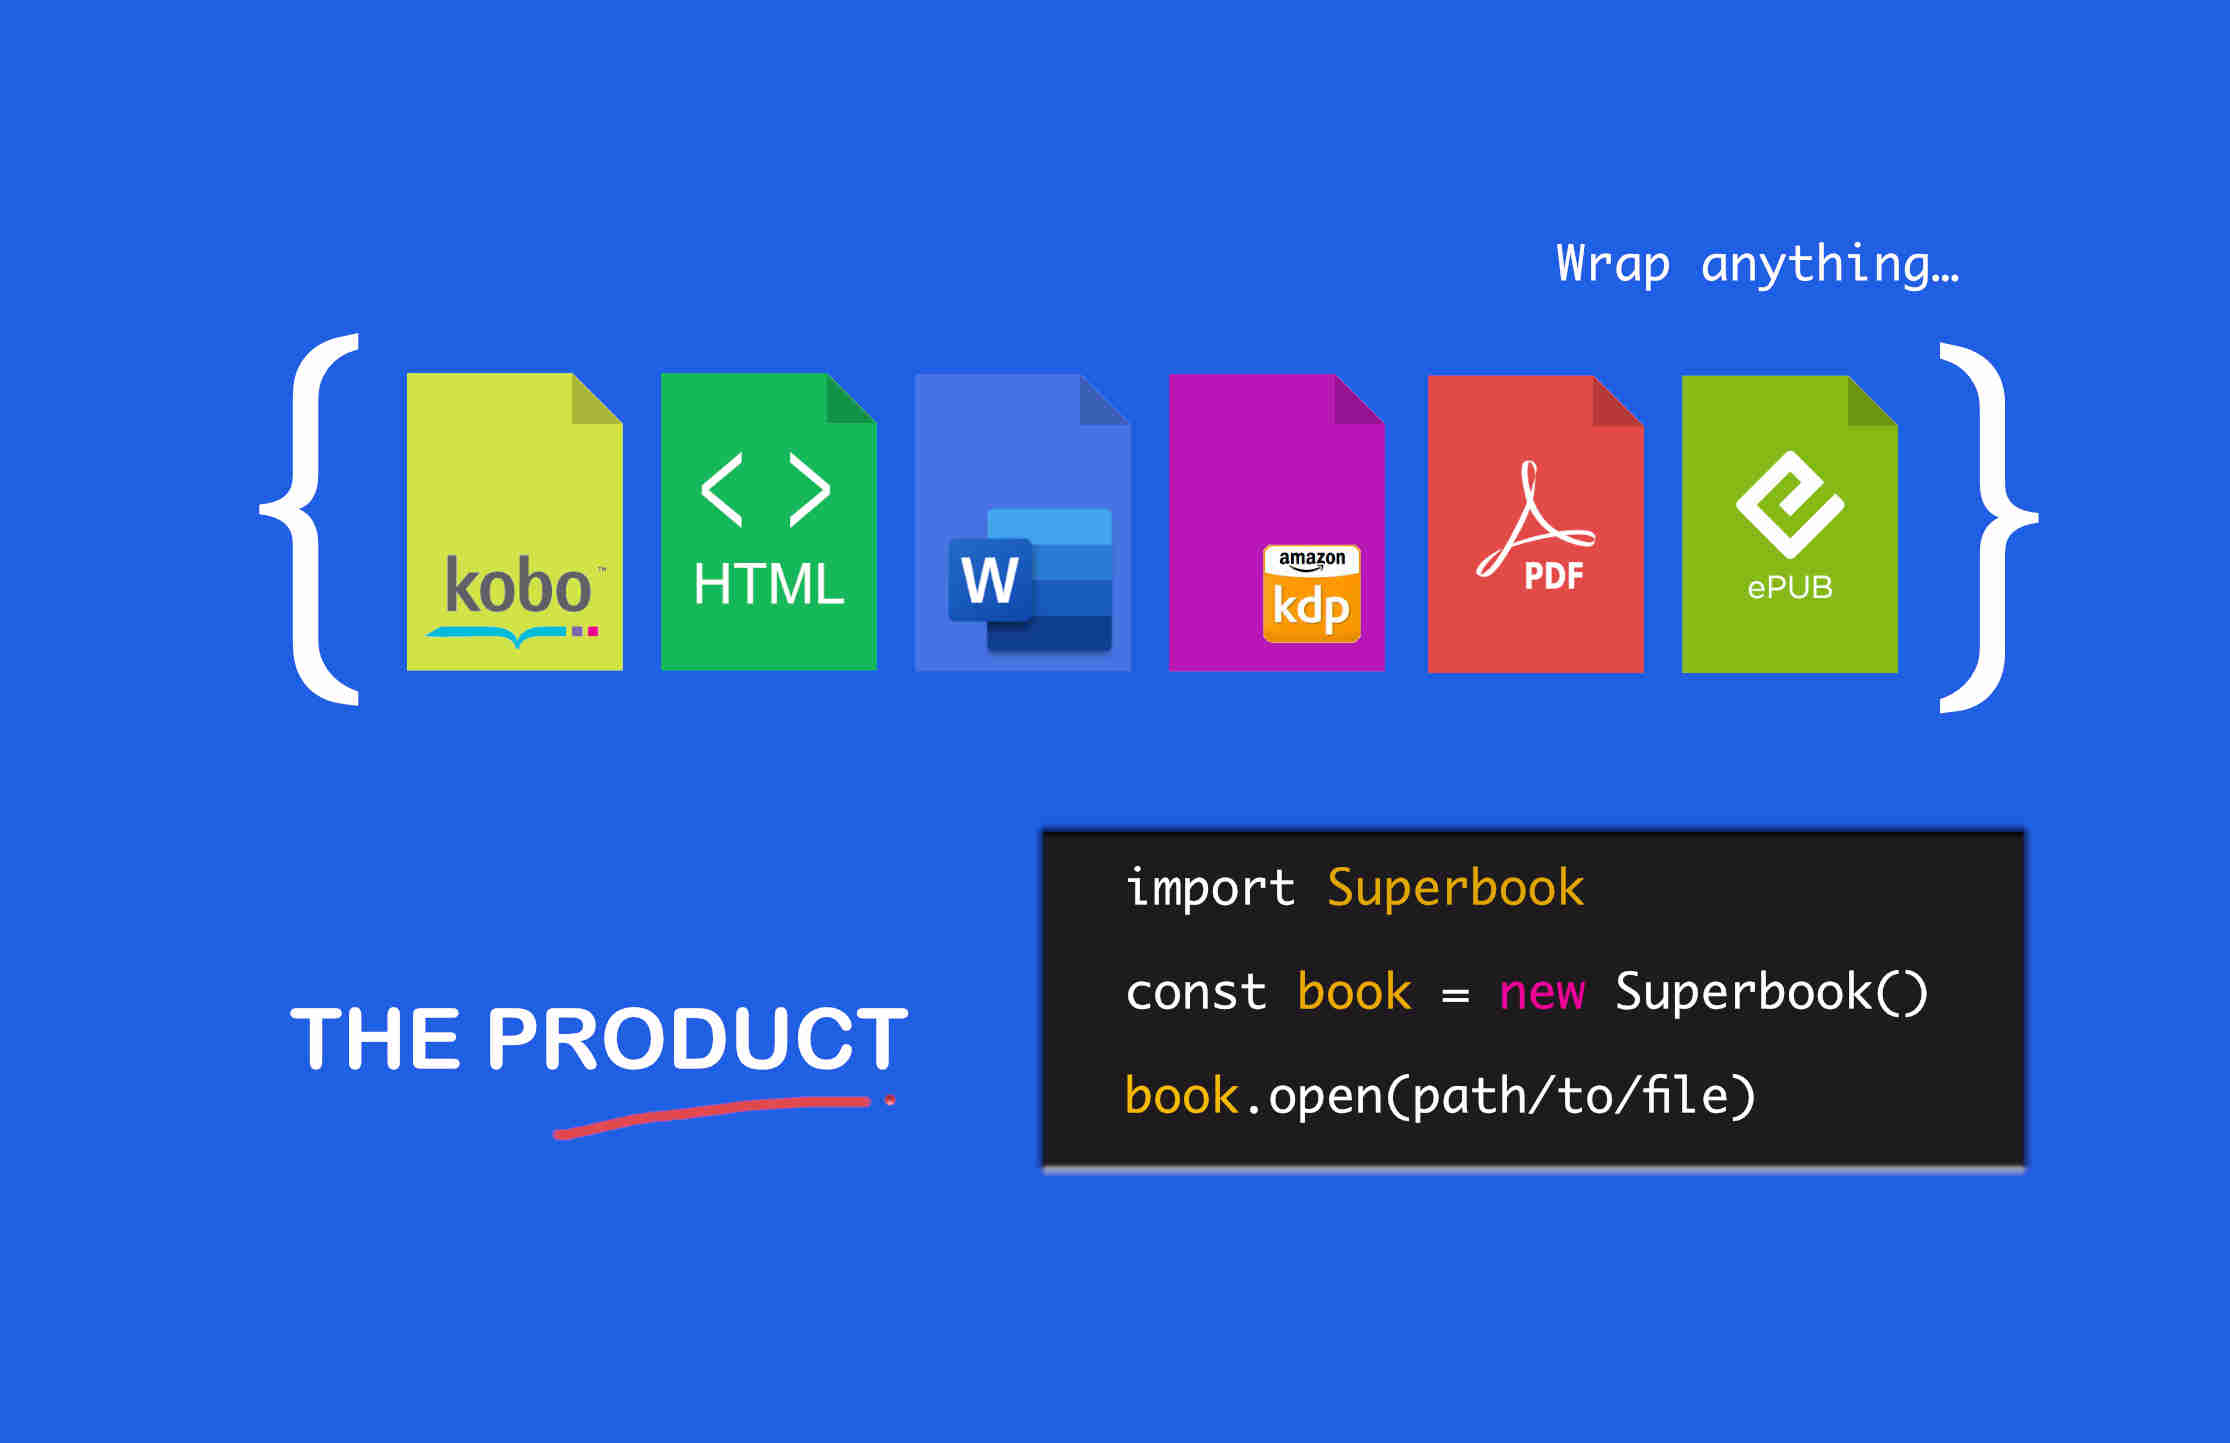 Wrap anything…
{ }
kobo™
< >
HTML
W
amazon
kdp
PDF
ePUB
import Superbook
const book = new Superbook()
book.open(path/to/file)
THE PRODUCT